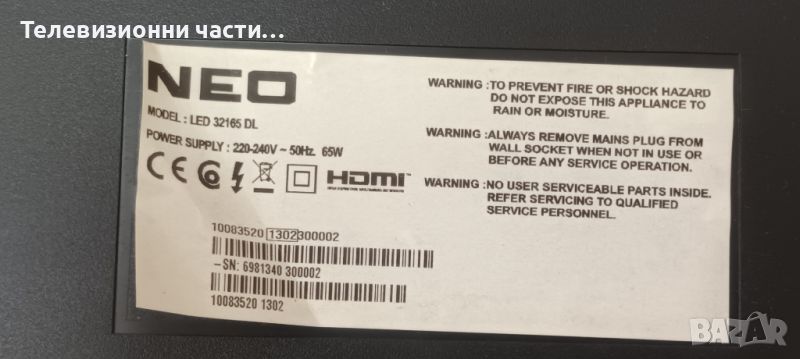 Телевизионни части…
NEO
MODEL : LED 32165 DL
POWER SUPPLY : 220-240V ~ 50Hz. 65W
CE
HDMI
10083520 1302300002
-SN: 6981340 300002
10083520 1302
WARNING :TO PREVENT FIRE OR SHOCK HAZARD
DO NOT EXPOSE THIS APPLIANCE TO
RAIN OR MOISTURE.
WARNING :ALWAYS REMOVE MAINS PLUG FROM
WALL SOCKET WHEN NOT IN USE OR
BEFORE ANY SERVICE OPERATION.
WARNING :NO USER SERVICEABLE PARTS INSIDE.
REFER SERVICING TO QUALIFIED
SERVICE PERSONNEL.
BAZAR